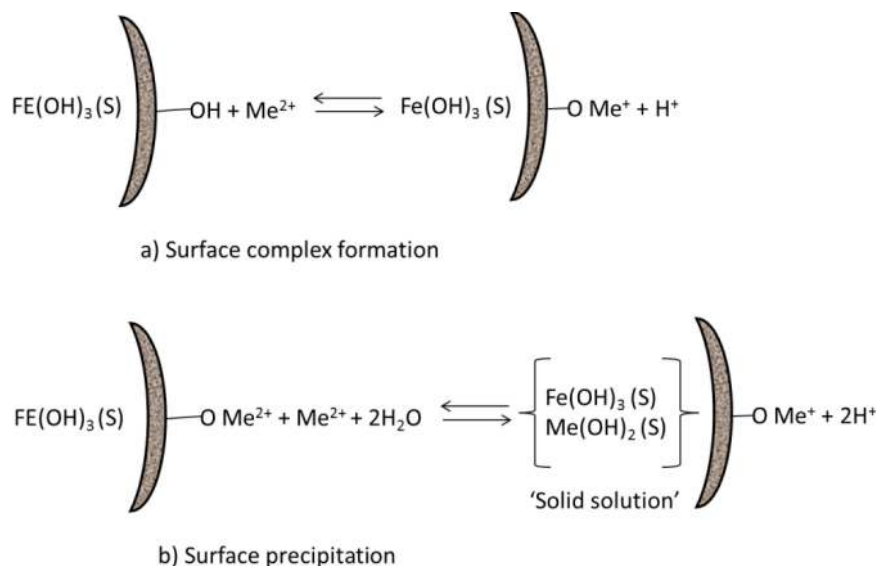 FE(OH)₃ (S) OH + Me²⁺ Fe(OH)₃ (S) O Me⁺ + H⁺
a) Surface complex formation
FE(OH)₃ (S) O Me²⁺ + Me²⁺ + 2H₂O Fe(OH)₃ (S) O Me⁺ + 2H⁺
Me(OH)₂ (S)
'Solid solution'
b) Surface precipitation